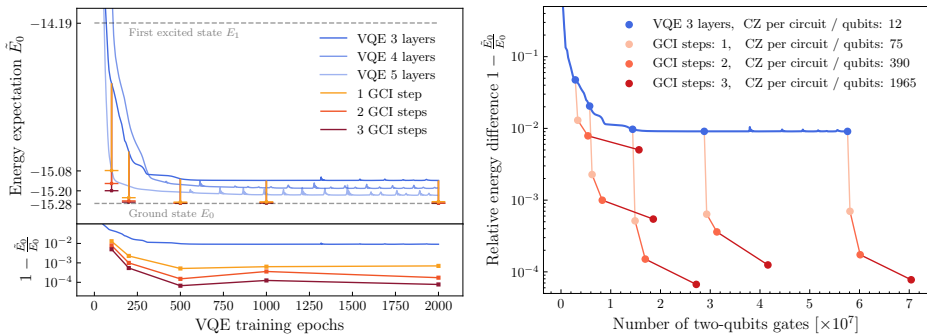 −14.19
−15.08
−15.20
−15.28
Energy expectation Ẽ₀
First excited state E₁
VQE 3 layers
VQE 4 layers
VQE 5 layers
1 GCI step
2 GCI steps
3 GCI steps
Ground state E₀
1 − Ẽ₀/E₀
10⁻²
10⁻³
10⁻⁴
0 250 500 750 1000 1250 1500 1750 2000
VQE training epochs
Relative energy difference 1 − Ẽ₀/E₀
10⁻¹
10⁻²
10⁻³
10⁻⁴
VQE 3 layers, CZ per circuit / qubits: 12
GCI steps: 1, CZ per circuit / qubits: 75
GCI steps: 2, CZ per circuit / qubits: 390
GCI steps: 3, CZ per circuit / qubits: 1965
0 1 2 3 4 5 6 7
Number of two-qubits gates [×10⁷]